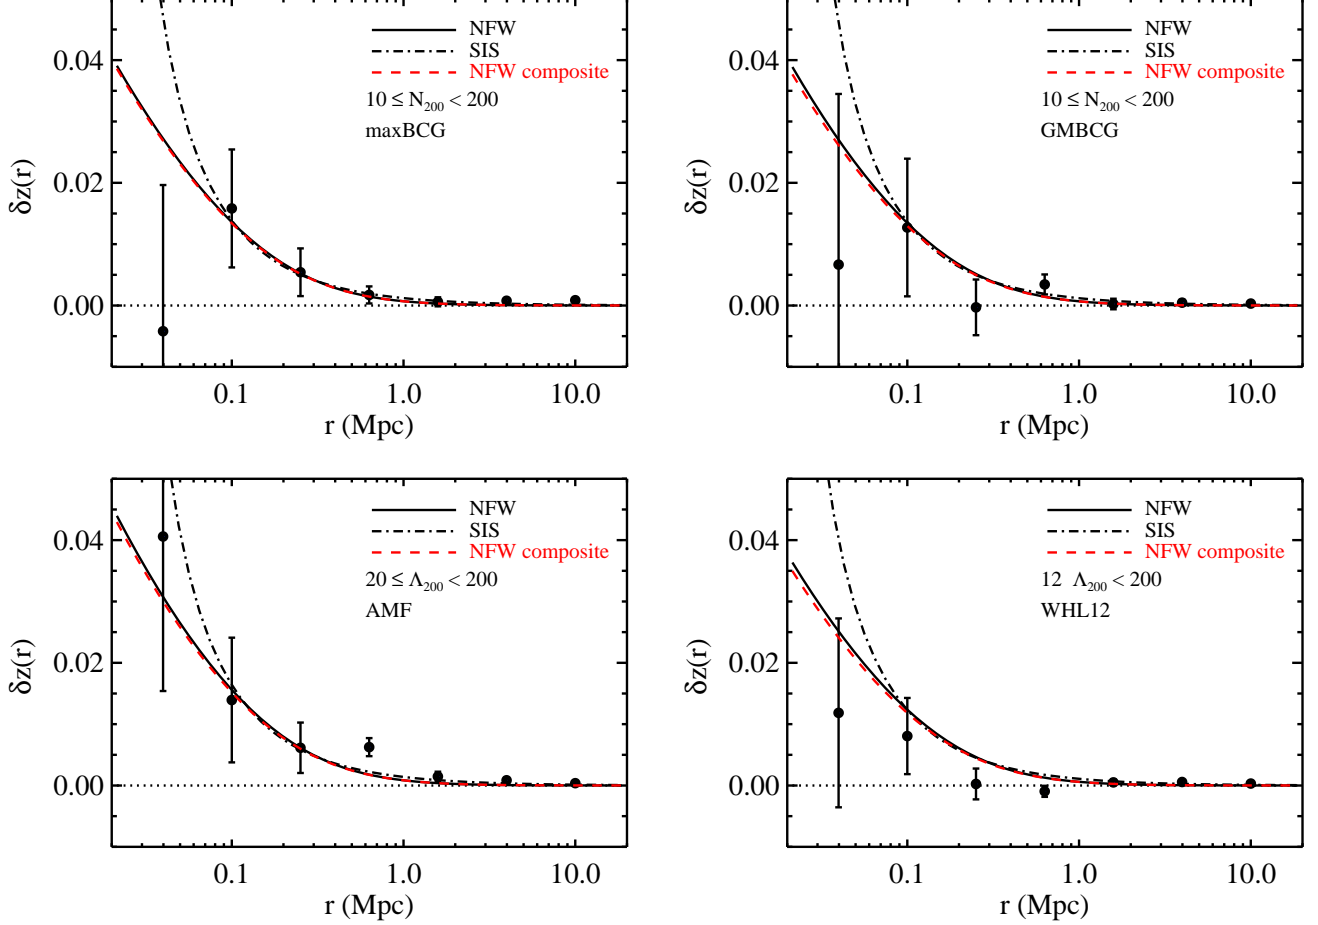 NFW
SIS
NFW composite
10 ≤ N₂₀₀ < 200
maxBCG
0.04
0.02
0.00
δz(r)
0.1
1.0
10.0
r (Mpc)
NFW
SIS
NFW composite
10 ≤ N₂₀₀ < 200
GMBCG
0.04
0.02
0.00
δz(r)
0.1
1.0
10.0
r (Mpc)
NFW
SIS
NFW composite
20 ≤ Λ₂₀₀ < 200
AMF
0.04
0.02
0.00
δz(r)
0.1
1.0
10.0
r (Mpc)
NFW
SIS
NFW composite
12 Λ₂₀₀ < 200
WHL12
0.04
0.02
0.00
δz(r)
0.1
1.0
10.0
r (Mpc)